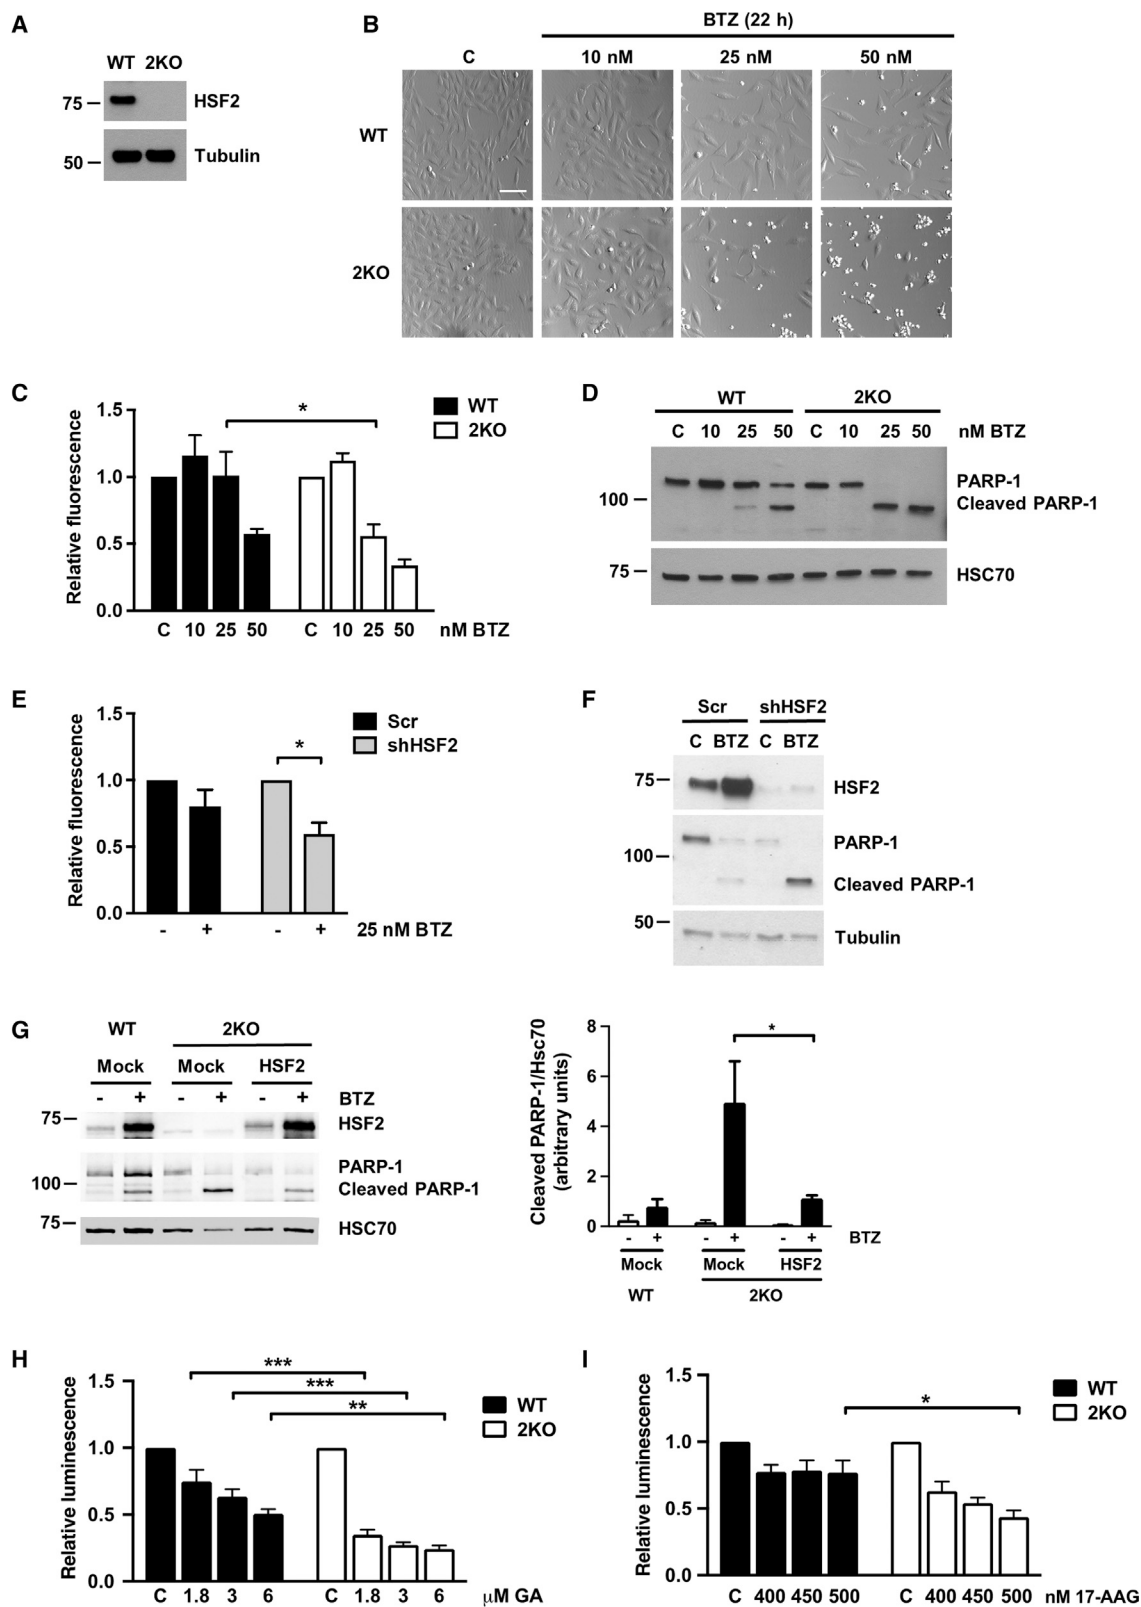 A
WT 2KO
75
HSF2
50
Tubulin
B
BTZ (22 h)
C 10 nM 25 nM 50 nM
WT
2KO
C
1.5
1.0
0.5
0.0
Relative fluorescence
*
WT
2KO
C 10 25 50 C 10 25 50 nM BTZ
D
WT 2KO
C 10 25 50 C 10 25 50 nM BTZ
100
PARP-1
Cleaved PARP-1
75
HSC70
E
1.5
1.0
0.5
0.0
Relative fluorescence
*
Scr
shHSF2
- + - + 25 nM BTZ
F
Scr shHSF2
C BTZ C BTZ
75
HSF2
PARP-1
100
Cleaved PARP-1
50
Tubulin
G
WT 2KO
Mock Mock HSF2
- + - + - + BTZ
75
HSF2
PARP-1
100
Cleaved PARP-1
75
HSC70
8
6
4
2
0
Cleaved PARP-1/Hsc70
(arbitrary units)
*
- + - + - + BTZ
Mock Mock HSF2
WT 2KO
H
1.5
1.0
0.5
0.0
Relative luminescence
***
***
**
WT
2KO
C 1.8 3 6 C 1.8 3 6 µM GA
I
1.5
1.0
0.5
0.0
Relative luminescence
*
WT
2KO
C 400 450 500 C 400 450 500 nM 17-AAG